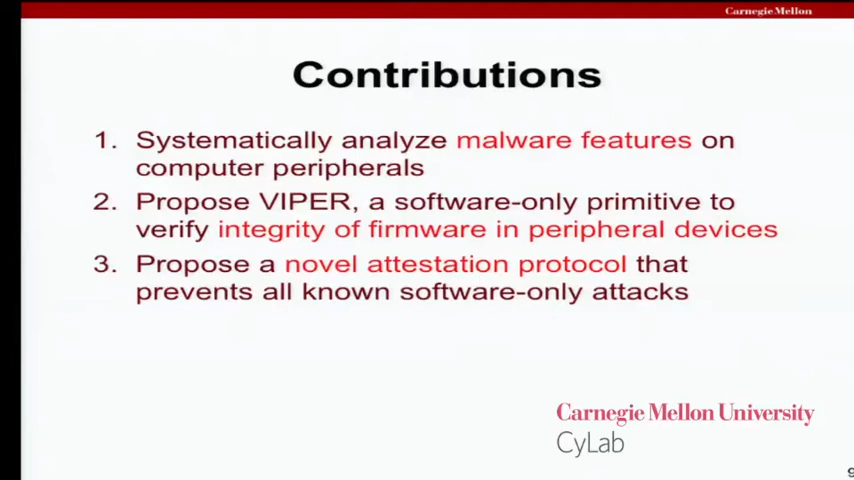 Carnegie Mellon
Contributions
1. Systematically analyze malware features on
computer peripherals
2. Propose VIPER, a software-only primitive to
verify integrity of firmware in peripheral devices
3. Propose a novel attestation protocol that
prevents all known software-only attacks
Carnegie Mellon University
CyLab
9